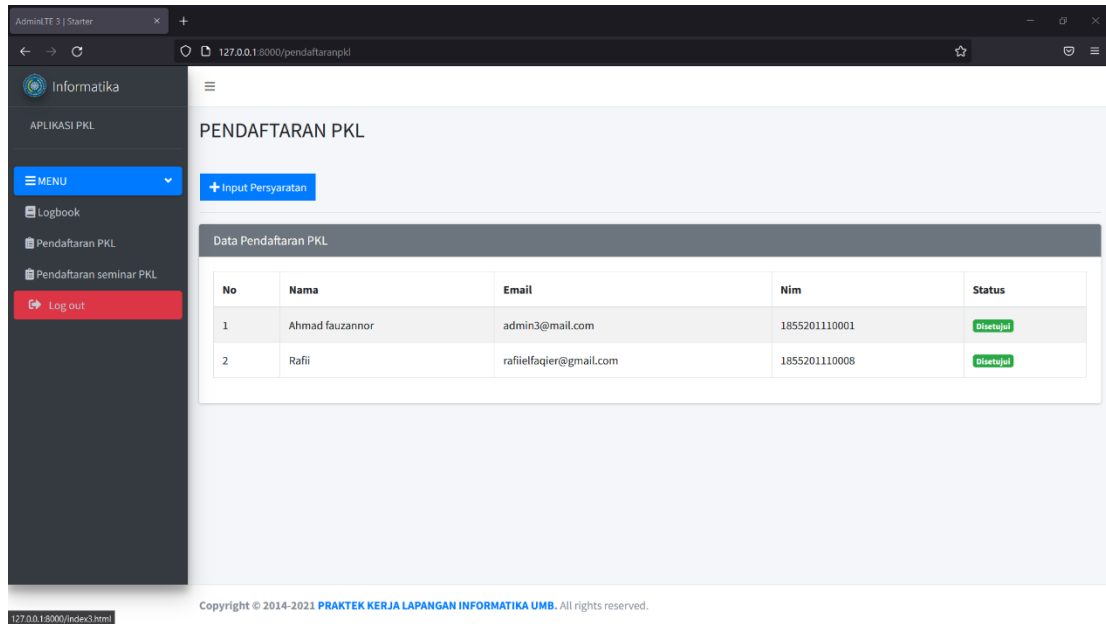 AdminLTE 3 | Starter
127.0.0.1:8000/pendaftaranpkl
Informatika
APLIKASI PKL
MENU
Logbook
Pendaftaran PKL
Pendaftaran seminar PKL
Log out
PENDAFTARAN PKL
Input Persyaratan
Data Pendaftaran PKL
No Nama Email Nim Status
1 Ahmad fauzannor admin3@mail.com 1855201110001 Disetujui
2 Rafii rafiielfaqier@gmail.com 1855201110008 Disetujui
Copyright © 2014-2021 PRAKTEK KERJA LAPANGAN INFORMATIKA UMB. All rights reserved.
127.0.0.1:8000/index3.html